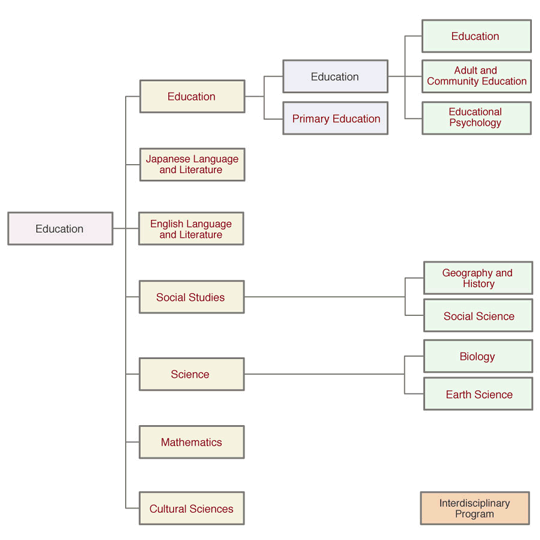 Education
Education
Education
Education
Adult and
Community Education
Educational
Psychology
Primary Education
Japanese Language
and Literature
English Language
and Literature
Social Studies
Geography and
History
Social Science
Science
Biology
Earth Science
Mathematics
Cultural Sciences
Interdisciplinary
Program